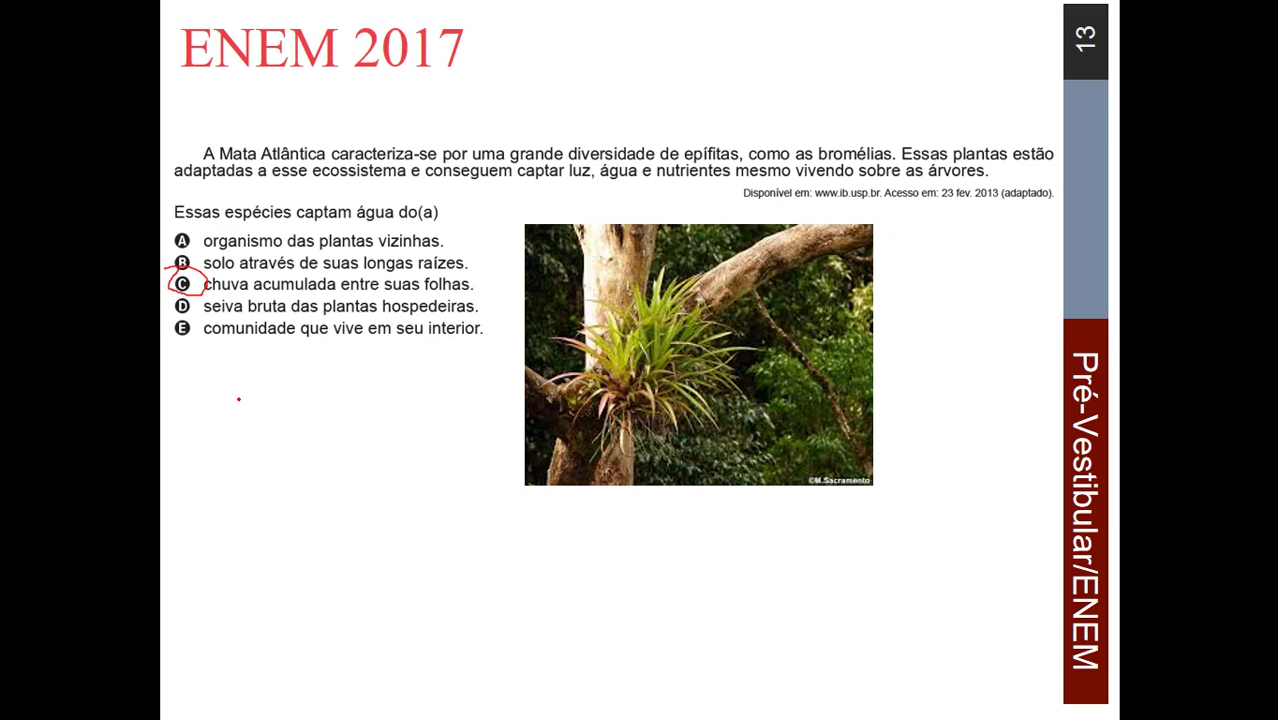 ENEM 2017
13
A Mata Atlântica caracteriza-se por uma grande diversidade de epífitas, como as bromélias. Essas plantas estão
adaptadas a esse ecossistema e conseguem captar luz, água e nutrientes mesmo vivendo sobre as árvores.
Disponível em: www.ib.usp.br. Acesso em: 23 fev. 2013 (adaptado).
Essas espécies captam água do(a)
A organismo das plantas vizinhas.
B solo através de suas longas raízes.
C chuva acumulada entre suas folhas.
D seiva bruta das plantas hospedeiras.
E comunidade que vive em seu interior.
©M.Sacramento
Pré-Vestibular/ENEM